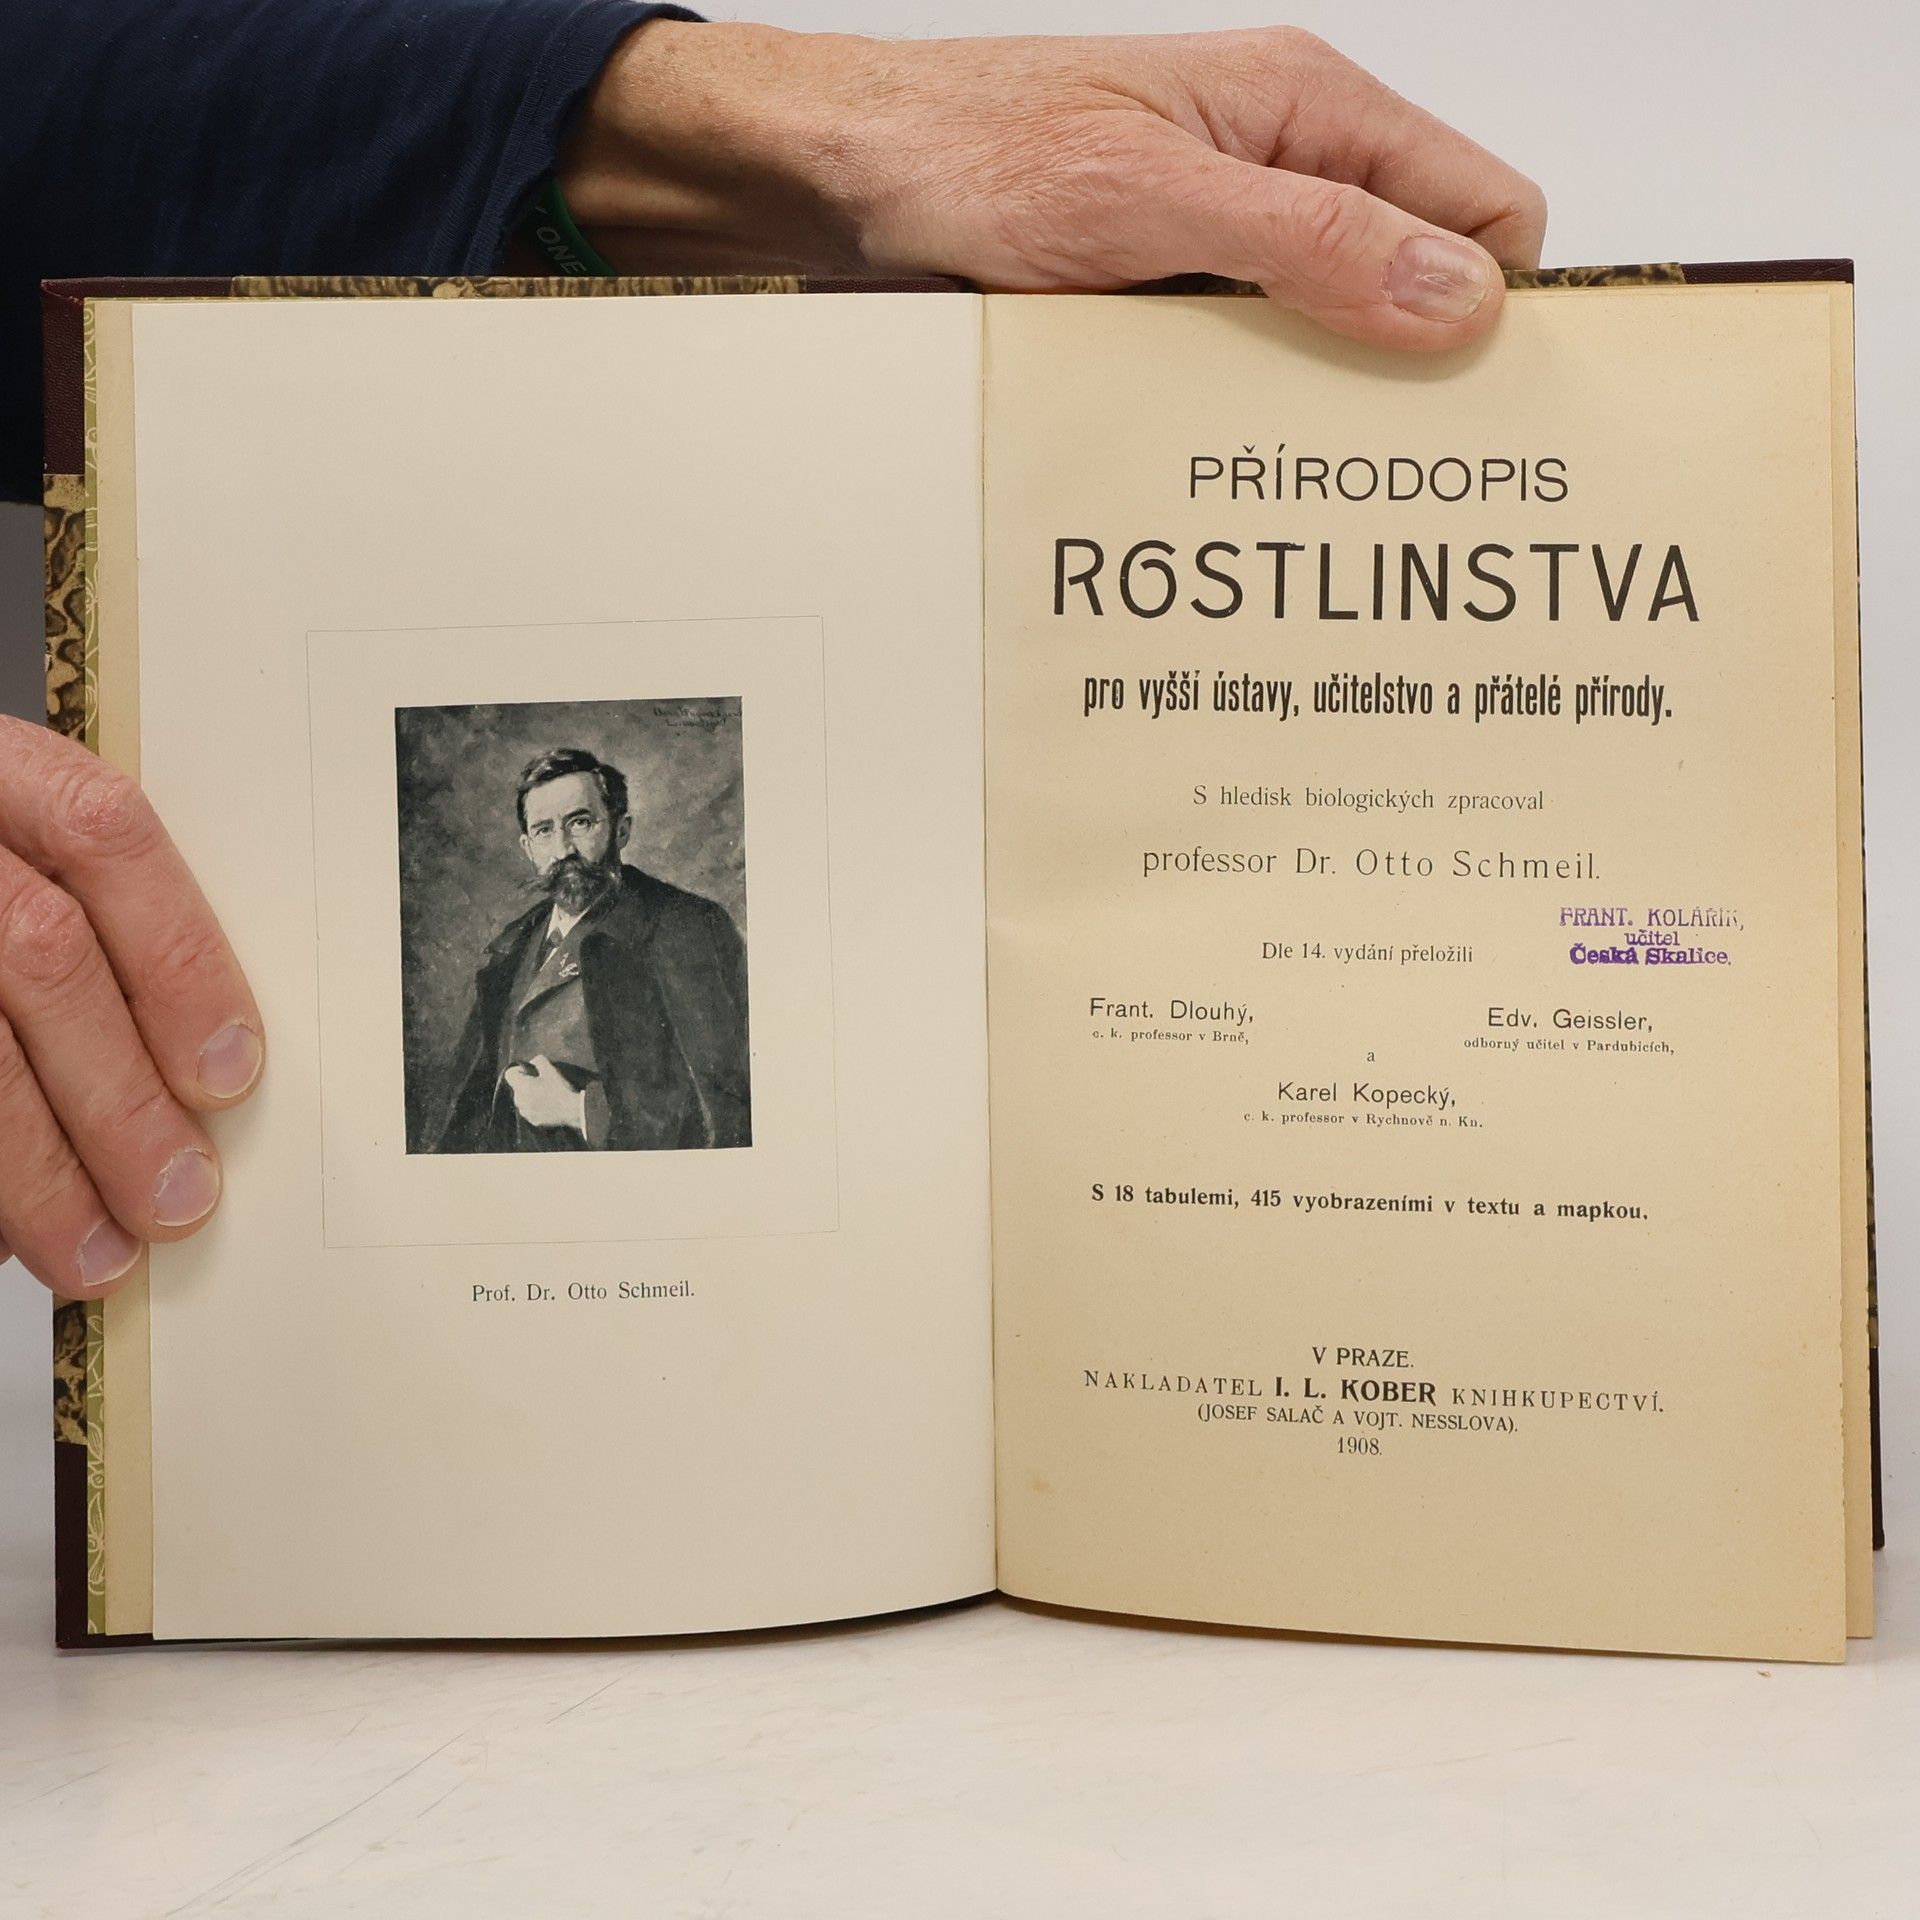 ONE
Prof. Dr. Otto Schmeil.
PŘÍRODOPIS
ROSTLINSTVA
pro vyšší ústavy, učitelstvo a přátelé přírody.
S hledisk biologických zpracoval
professor Dr. Otto Schmeil.
FRANT. KOLÁŘÍK,
učitel
Česká Skalice.
Dle 14. vydání přeložili
Frant. Dlouhý,
c. k. professor v Brně,
Edv. Geissler,
odborný učitel v Pardubicích,
a
Karel Kopecký,
c. k. professor v Rychnově n. Kn.
S 18 tabulemi, 415 vyobrazeními v textu a mapkou.
V PRAZE.
NAKLADATEL I. L. KOBER KNIHKUPECTVÍ.
(JOSEF SALAČ A VOJT. NESSLOVA).
1908.